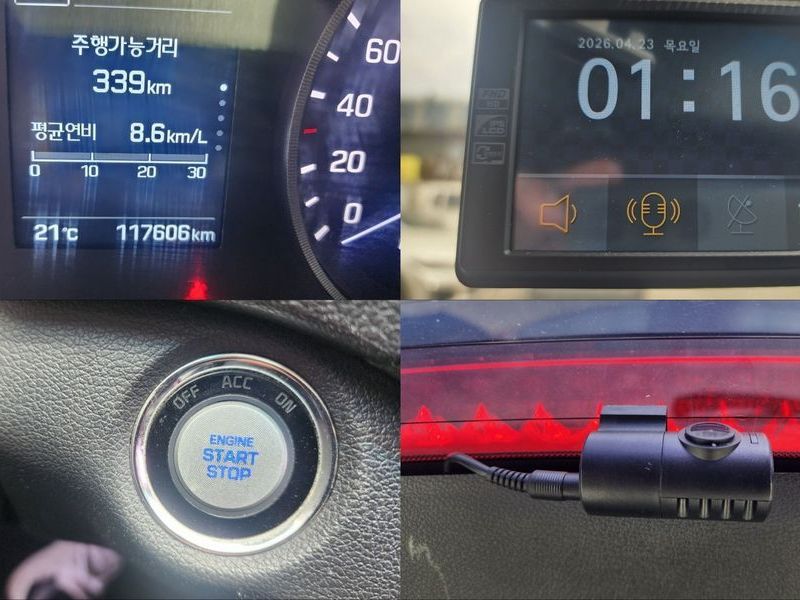 주행가능거리
339km
평균연비 8.6km/L
0 10 20 30
21℃ 117606km
60
40
20
0
2026.04.23 목요일
01:16
OFF ACC ON
ENGINE
START
STOP